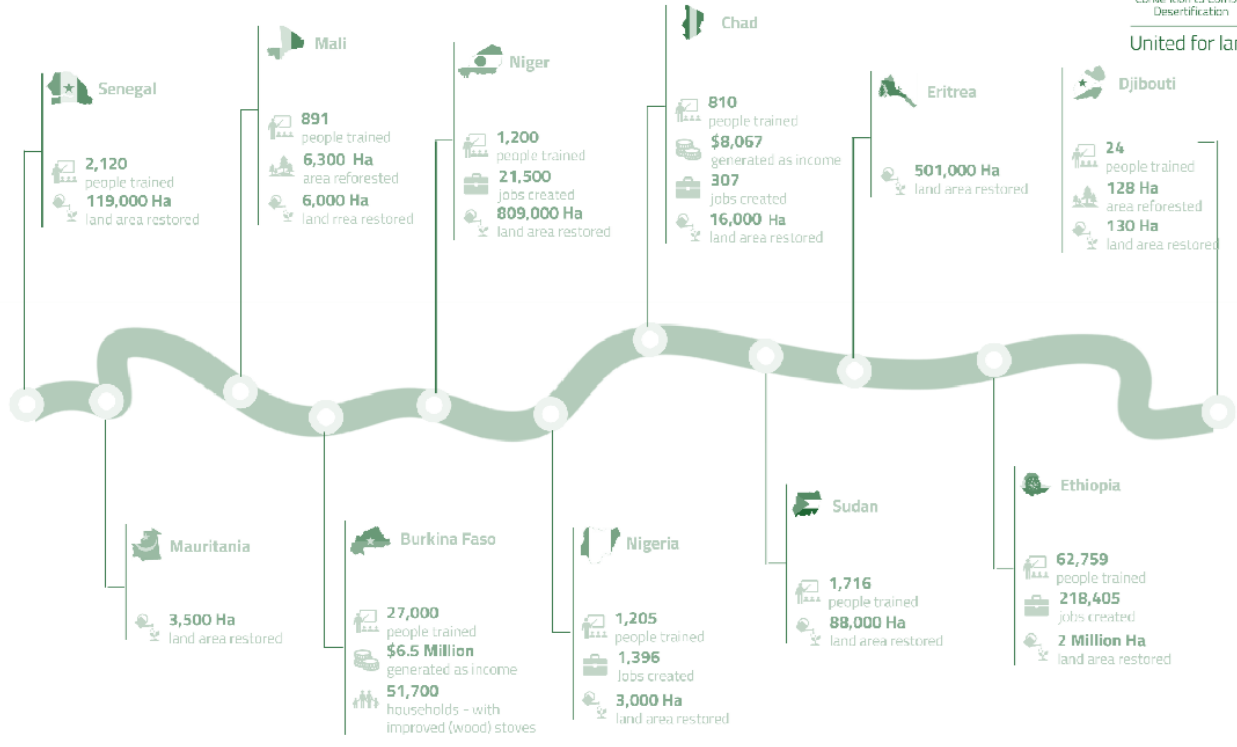 Desertification
United for lan
Senegal
2,120
people trained
119,000 Ha
land area restored
Mali
891
people trained
6,300 Ha
area reforested
6,000 Ha
land rrea restored
Niger
1,200
people trained
21,500
jobs created
809,000 Ha
land area restored
Chad
810
people trained
$8,067
generated as income
307
jobs created
16,000 Ha
land area restored
Eritrea
501,000 Ha
land area restored
Djibouti
24
people trained
128 Ha
area reforested
130 Ha
land area restored
Mauritania
3,500 Ha
land area restored
Burkina Faso
27,000
people trained
$6.5 Million
generated as income
51,700
households - with
improved (wood) stoves
Nigeria
1,205
people trained
1,396
Jobs created
3,000 Ha
land area restored
Sudan
1,716
people trained
88,000 Ha
land area restored
Ethiopia
62,759
people trained
218,405
jobs created
2 Million Ha
land area restored